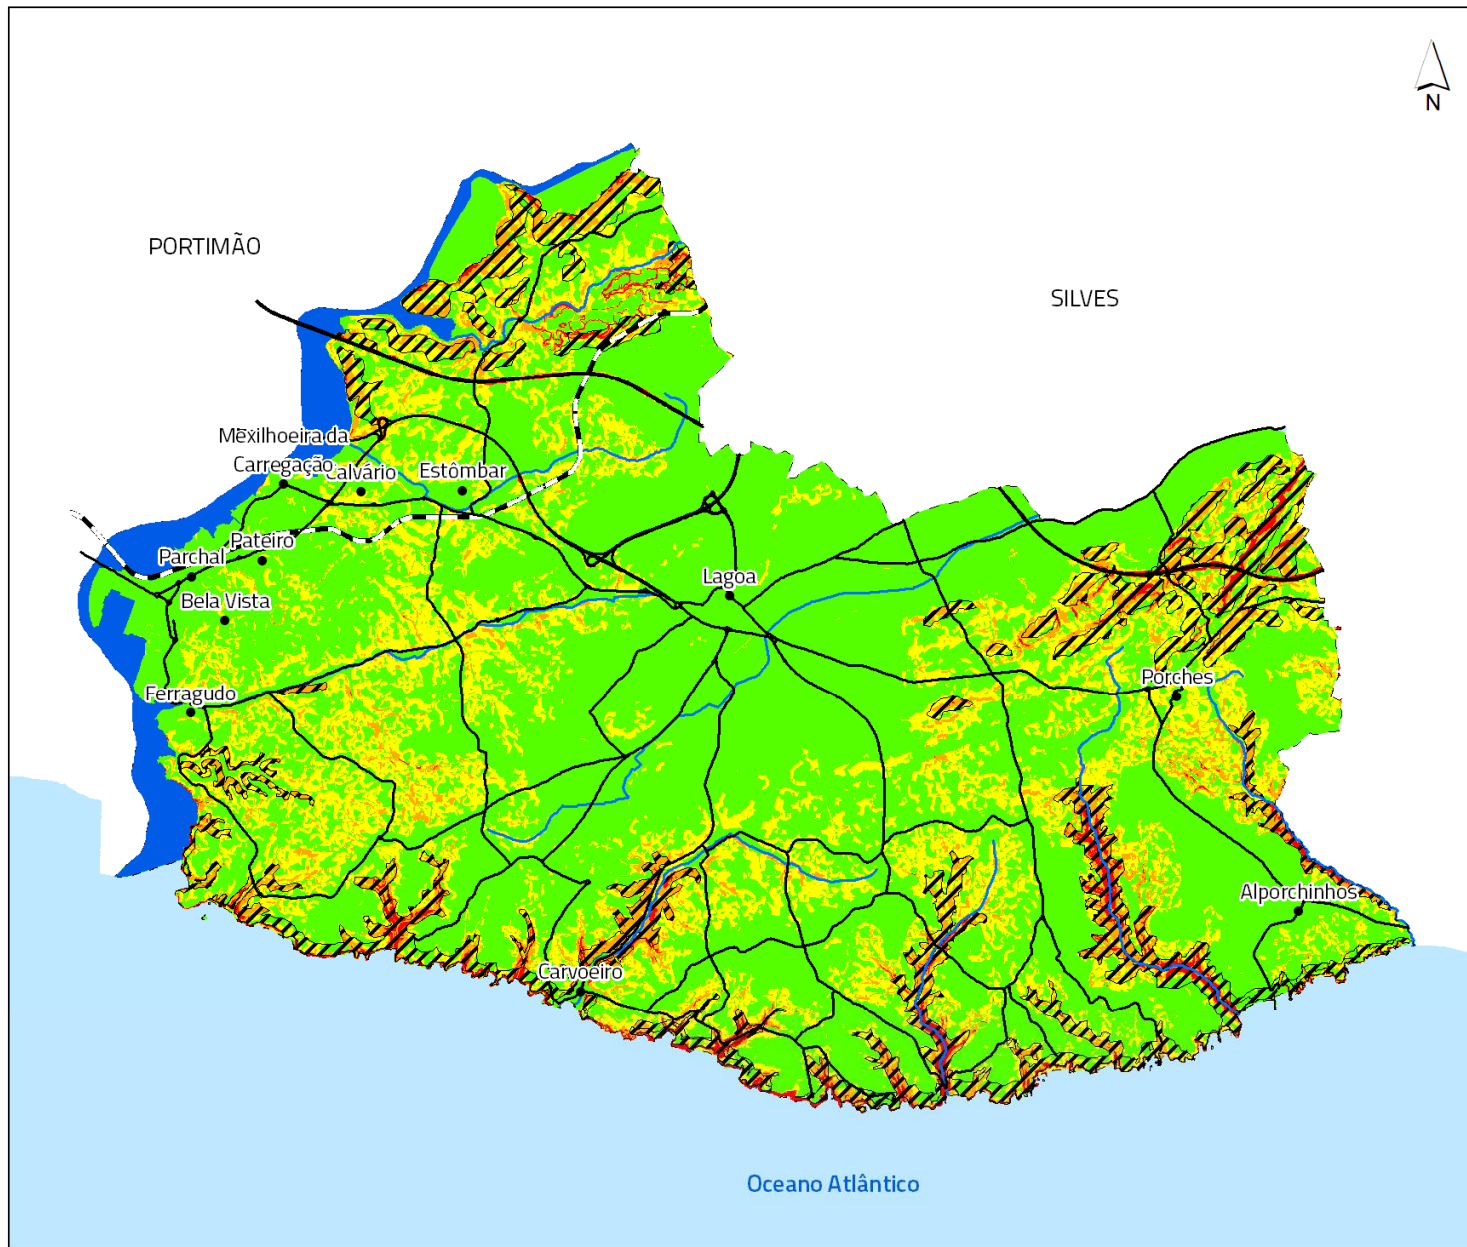 N
PORTIMÃO
SILVES
Mexilhoeira da
Carregação
Calvário
Estômbar
Pateiro
Parchal
Lagoa
Bela Vista
Porches
Ferragudo
Alporchinhos
Carvoeiro
Oceano Atlântico